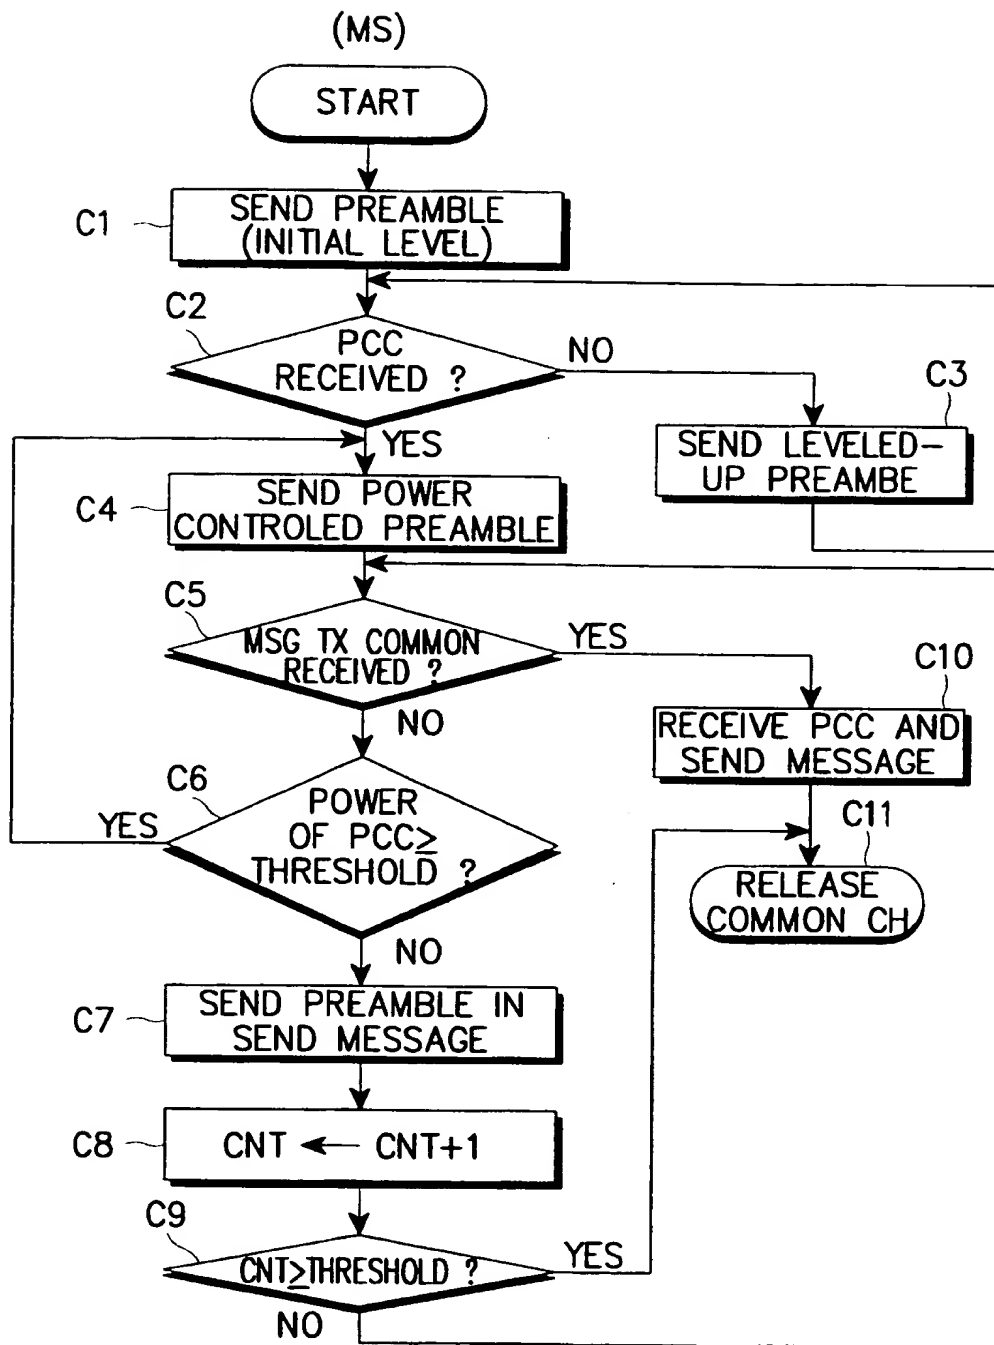 (MS)
START
C1
SEND PREAMBLE
(INITIAL LEVEL)
C2
PCC
RECEIVED ?
NO
YES
C3
SEND LEVELED-
UP PREAMBE
C4
SEND POWER
CONTROLED PREAMBLE
C5
MSG TX COMMON
RECEIVED ?
YES
NO
C10
RECEIVE PCC AND
SEND MESSAGE
C6
POWER
OF PCC≥
THRESHOLD ?
YES
NO
C11
RELEASE
COMMON CH
C7
SEND PREAMBLE IN
SEND MESSAGE
C8
CNT ← CNT+1
C9
CNT≥THRESHOLD ?
YES
NO